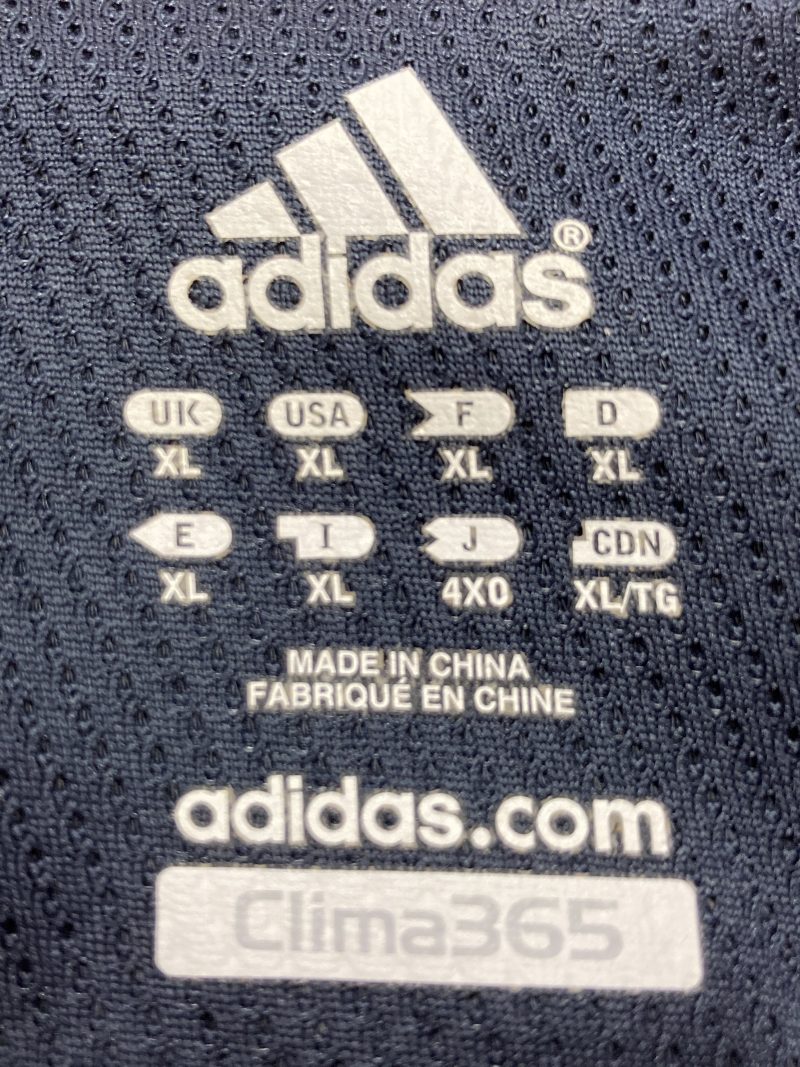 adidas®
UK USA F D
XL XL XL XL
E I J CDN
XL XL 4XO XL/TG
MADE IN CHINA
FABRIQUÉ EN CHINE
adidas.com
Clima365